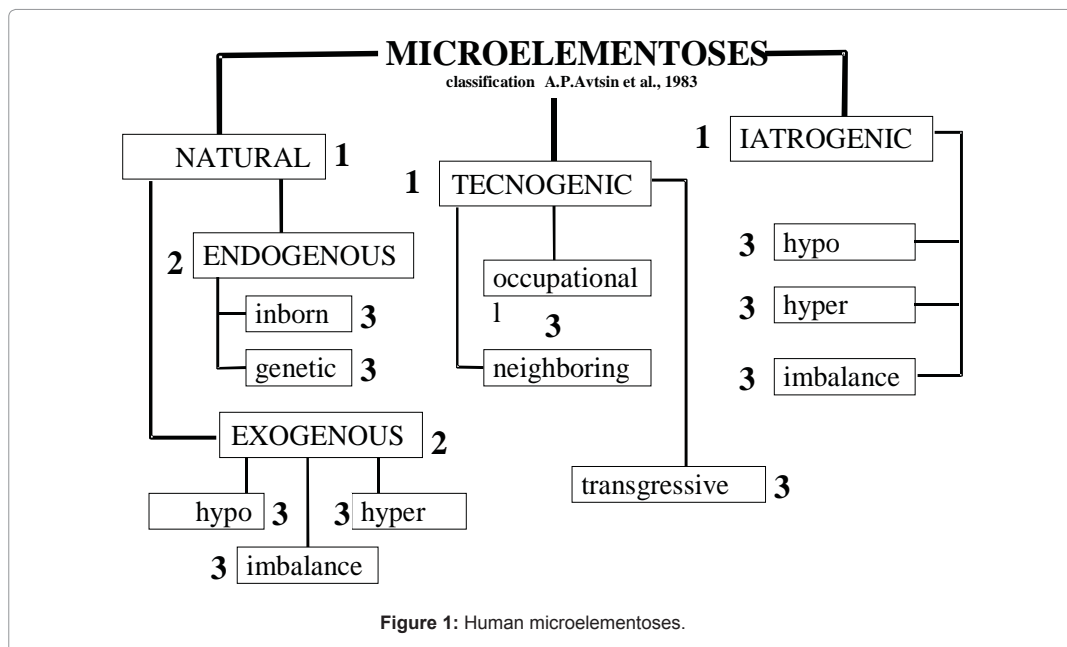 MICROELEMENTOSES
classification A.P.Avtsin et al., 1983
NATURAL 1
1 TECNOGENIC
1 IATROGENIC
2 ENDOGENOUS
inborn 3
genetic 3
EXOGENOUS 2
hypo 3
3 hyper
3 imbalance
occupational
l 3
neighboring
transgressive 3
3 hypo
3 hyper
3 imbalance
Figure 1: Human microelementoses.